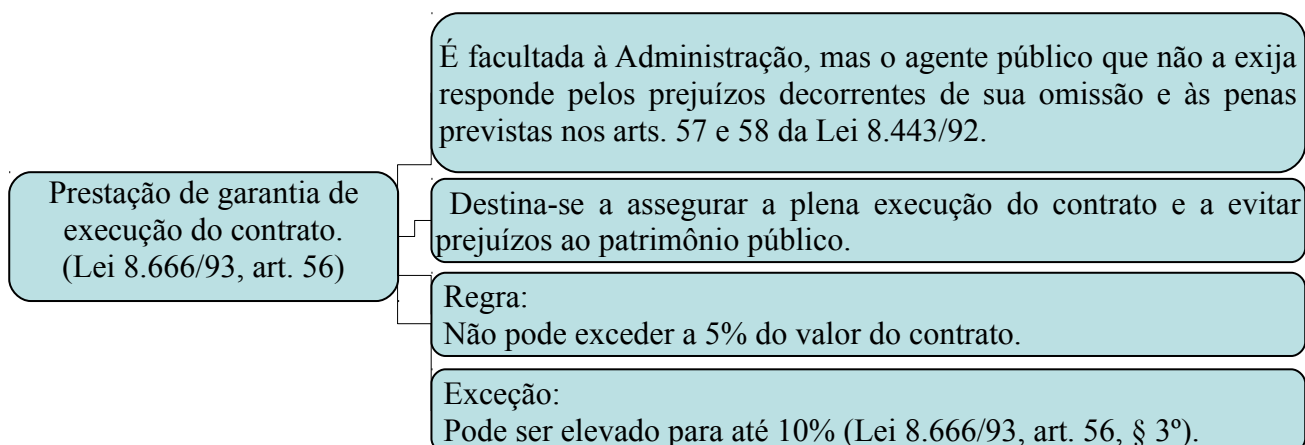 Prestação de garantia de
execução do contrato.
(Lei 8.666/93, art. 56)
É facultada à Administração, mas o agente público que não a exija
responde pelos prejuízos decorrentes de sua omissão e às penas
previstas nos arts. 57 e 58 da Lei 8.443/92.
Destina-se a assegurar a plena execução do contrato e a evitar
prejuízos ao patrimônio público.
Regra:
Não pode exceder a 5% do valor do contrato.
Exceção:
Pode ser elevado para até 10% (Lei 8.666/93, art. 56, § 3º).